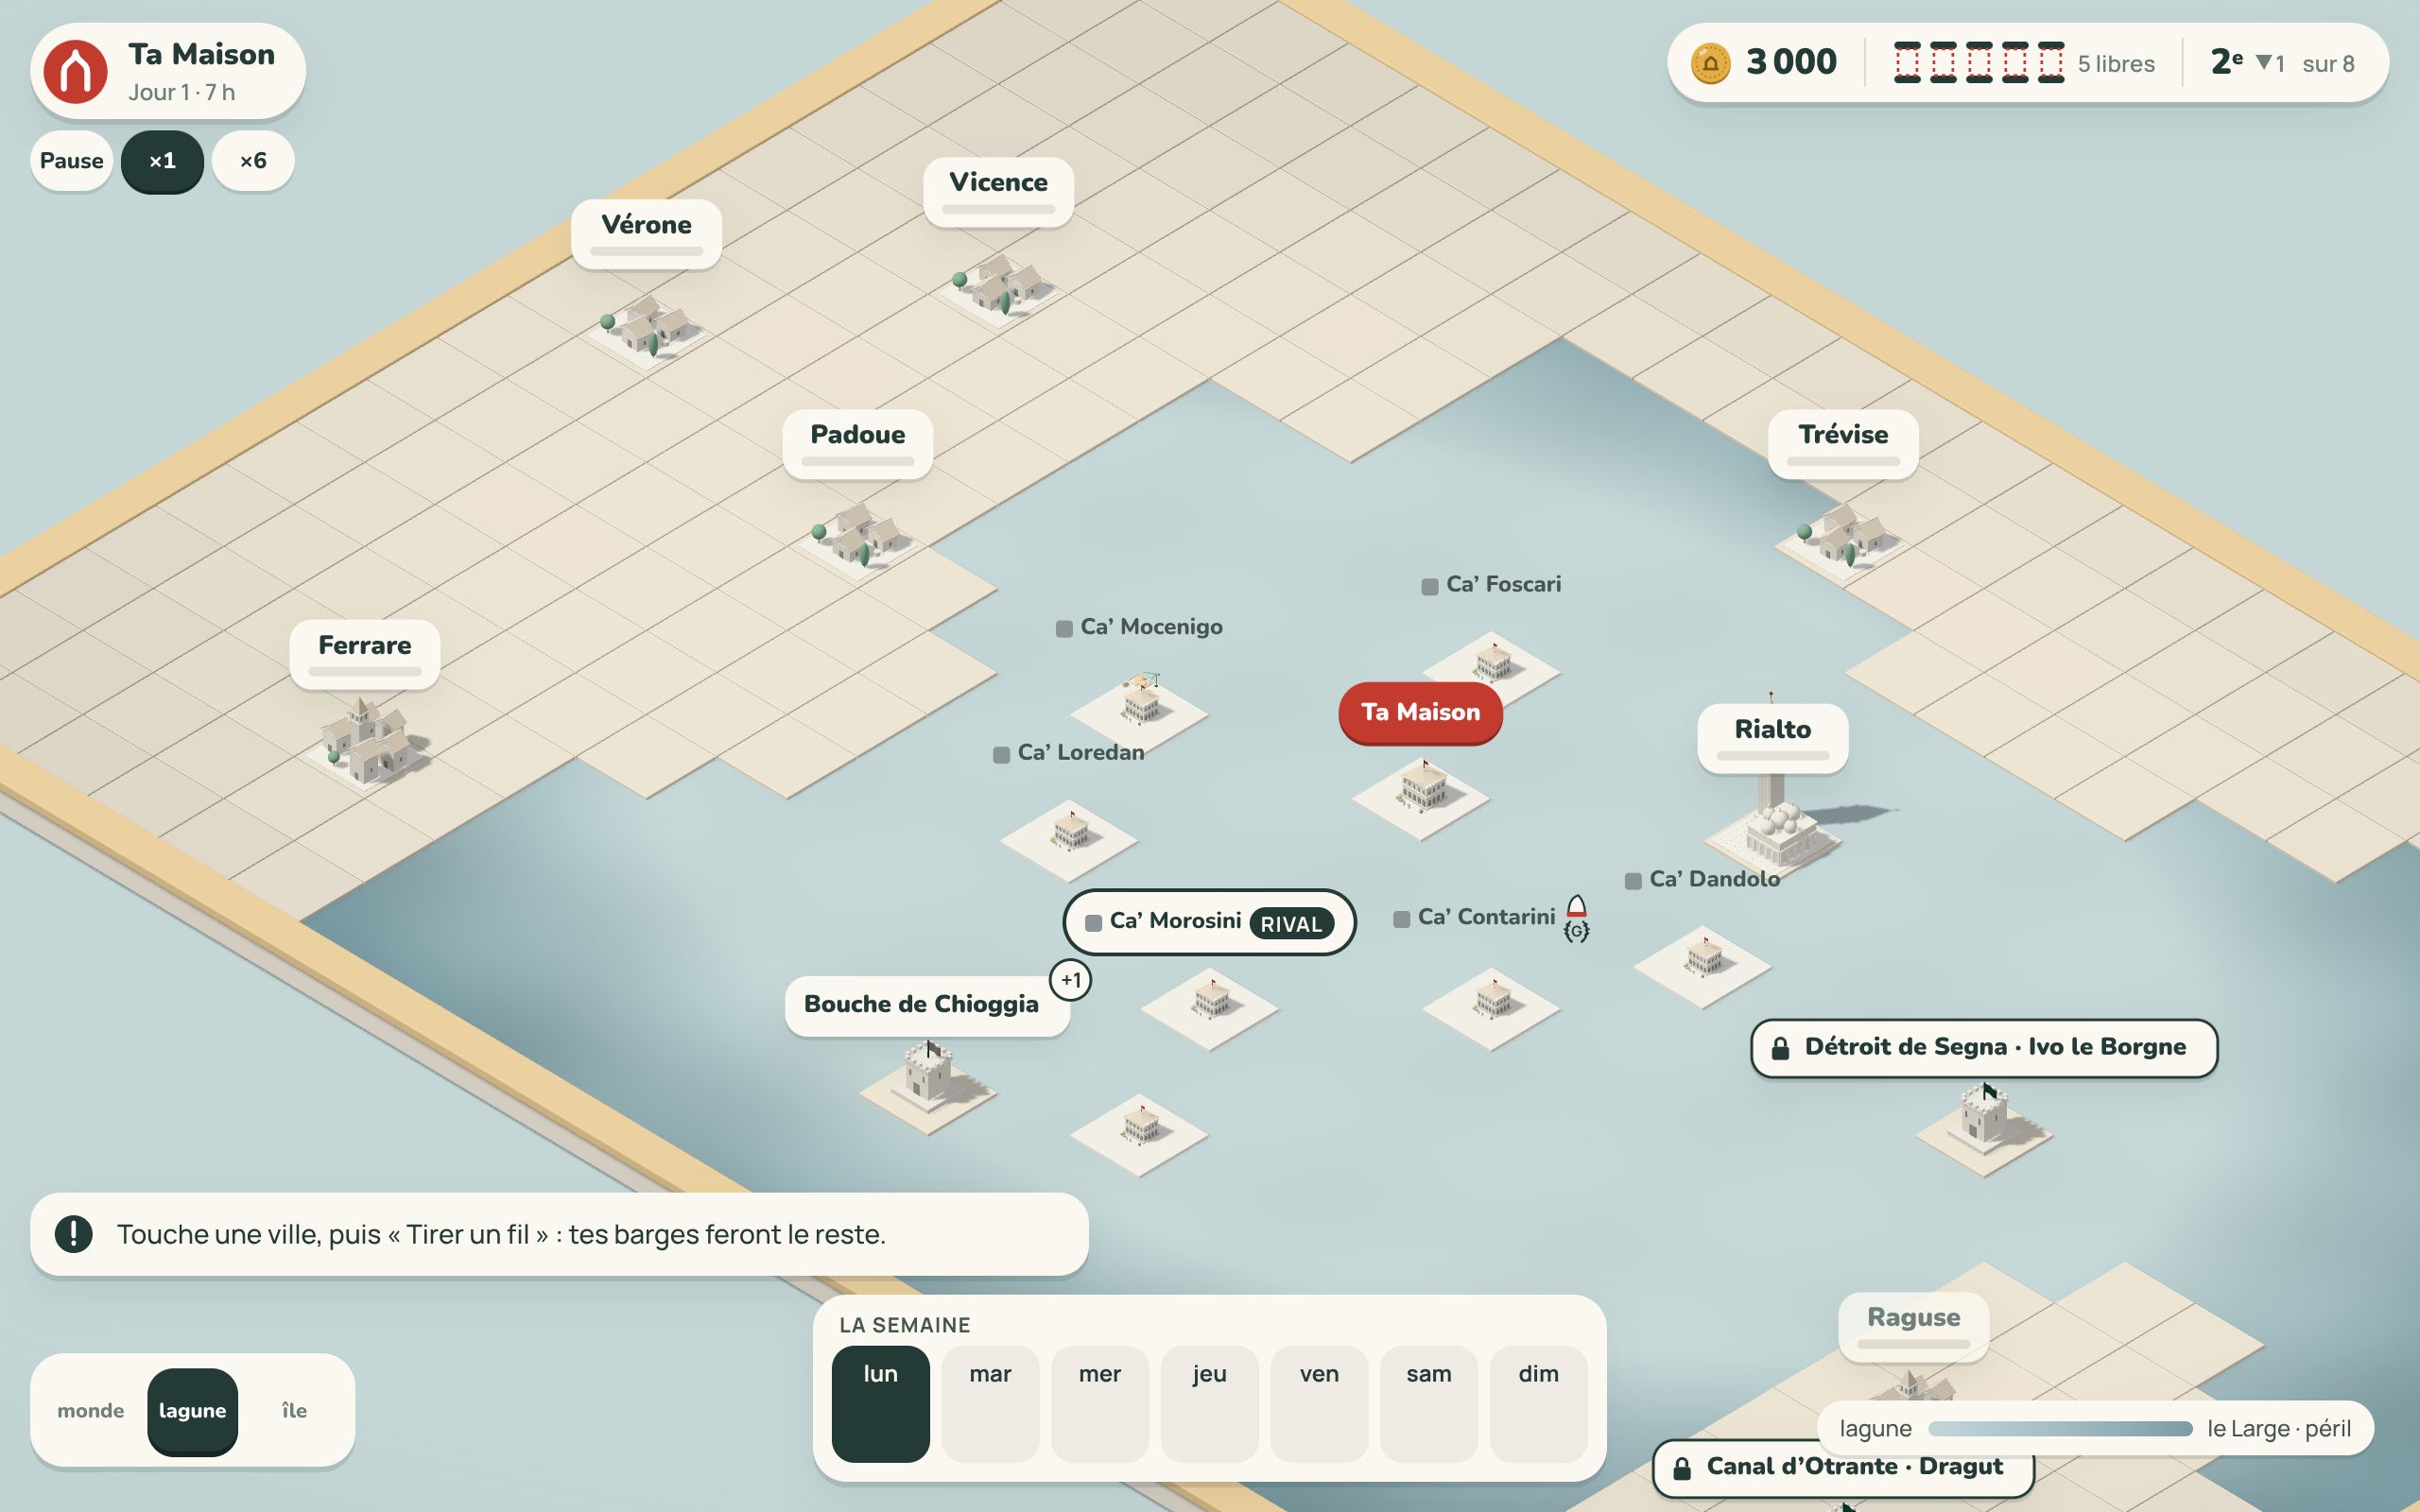 Ta Maison
Jour 1 · 7 h
Pause
×1
×6
3 000
5 libres
2e ▼1 sur 8
Vicence
Vérone
Padoue
Trévise
Ferrare
Ca’ Foscari
Ca’ Mocenigo
Ta Maison
Rialto
Ca’ Loredan
Ca’ Dandolo
Ca’ Morosini RIVAL
Ca’ Contarini
G
+1
Bouche de Chioggia
Détroit de Segna · Ivo le Borgne
! Touche une ville, puis « Tirer un fil » : tes barges feront le reste.
Raguse
LA SEMAINE
lun mar mer jeu ven sam dim
monde lagune île
lagune le Large · péril
Canal d’Otrante · Dragut